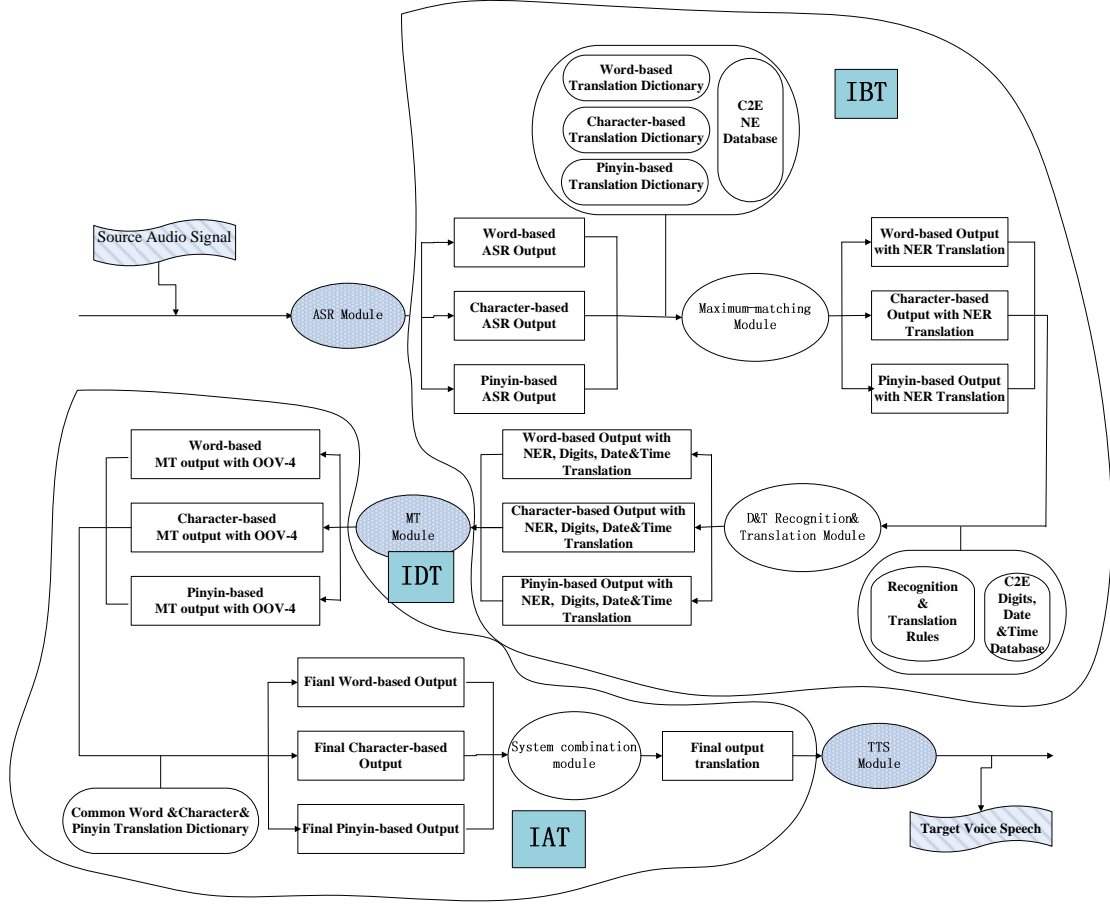 Word-based
Translation Dictionary
Character-based
Translation Dictionary
Pinyin-based
Translation Dictionary
C2E
NE
Database
IBT
Source Audio Signal
ASR Module
Word-based
ASR Output
Character-based
ASR Output
Pinyin-based
ASR Output
Maximum-matching
Module
Word-based Output
with NER Translation
Character-based
Output with NER
Translation
Pinyin-based Output
with NER Translation
Word-based
MT output with OOV-4
Character-based
MT output with OOV-4
Pinyin-based
MT output with OOV-4
MT
Module
IDT
Word-based Output with
NER, Digits, Date&Time
Translation
Character-based Output with
NER, Digits, Date&Time
Translation
Pinyin-based Output with
NER, Digits, Date&Time
Translation
D&T Recognition&
Translation Module
Recognition
&
Translation
Rules
C2E
Digits,
Date
&Time
Database
Fianl Word-based Output
Final Character-based
Output
Final Pinyin-based Output
Common Word &Character&
Pinyin Translation Dictionary
System combination
module
IAT
Final output
translation
TTS
Module
Target Voice Speech